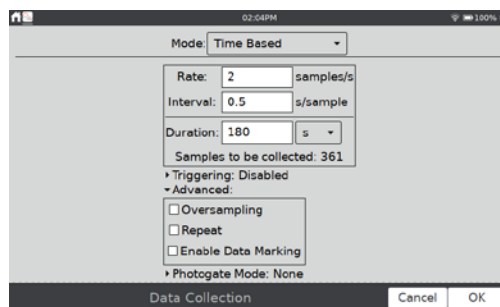 02:04PM 100%
Mode: Time Based
Rate: 2 samples/s
Interval: 0.5 s/sample
Duration: 180 s
Samples to be collected: 361
Triggering: Disabled
Advanced:
Oversampling
Repeat
Enable Data Marking
Photogate Mode: None
Data Collection Cancel OK